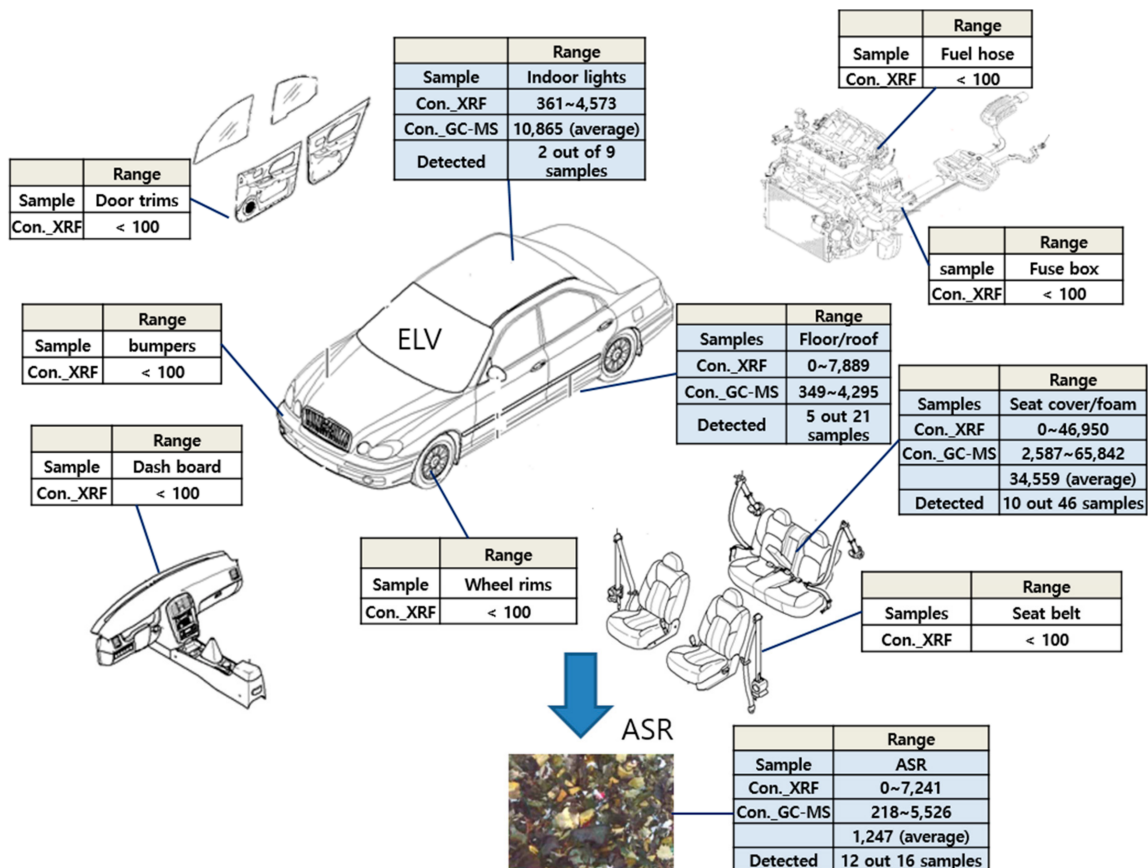 Range
Sample Indoor lights
Con._XRF 361~4,573
Con._GC-MS 10,865 (average)
Detected 2 out of 9
samples
Range
Sample Fuel hose
Con._XRF < 100
Range
Sample Door trims
Con._XRF < 100
Range
sample Fuse box
Con._XRF < 100
Range
Sample bumpers
Con._XRF < 100
ELV
Range
Samples Floor/roof
Con._XRF 0~7,889
Con._GC-MS 349~4,295
Detected 5 out 21
samples
Range
Samples Seat cover/foam
Con._XRF 0~46,950
Con._GC-MS 2,587~65,842
34,559 (average)
Detected 10 out 46 samples
Range
Sample Dash board
Con._XRF < 100
Range
Sample Wheel rims
Con._XRF < 100
Range
Samples Seat belt
Con._XRF < 100
ASR
Range
Sample ASR
Con._XRF 0~7,241
Con._GC-MS 218~5,526
1,247 (average)
Detected 12 out 16 samples